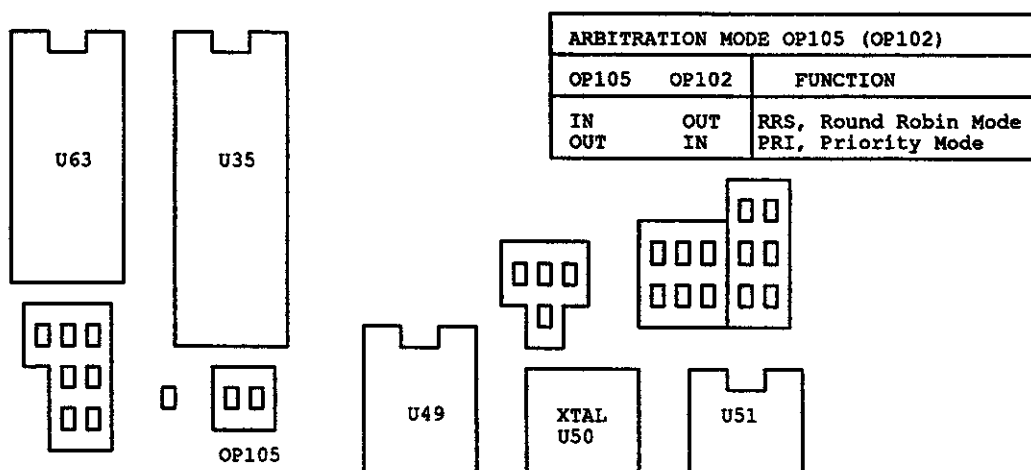 ARBITRATION MODE OP105 (OP102)
OP105 OP102 FUNCTION
IN OUT RRS, Round Robin Mode
OUT IN PRI, Priority Mode
U63
U35
U49
XTAL
U50
U51
OP105